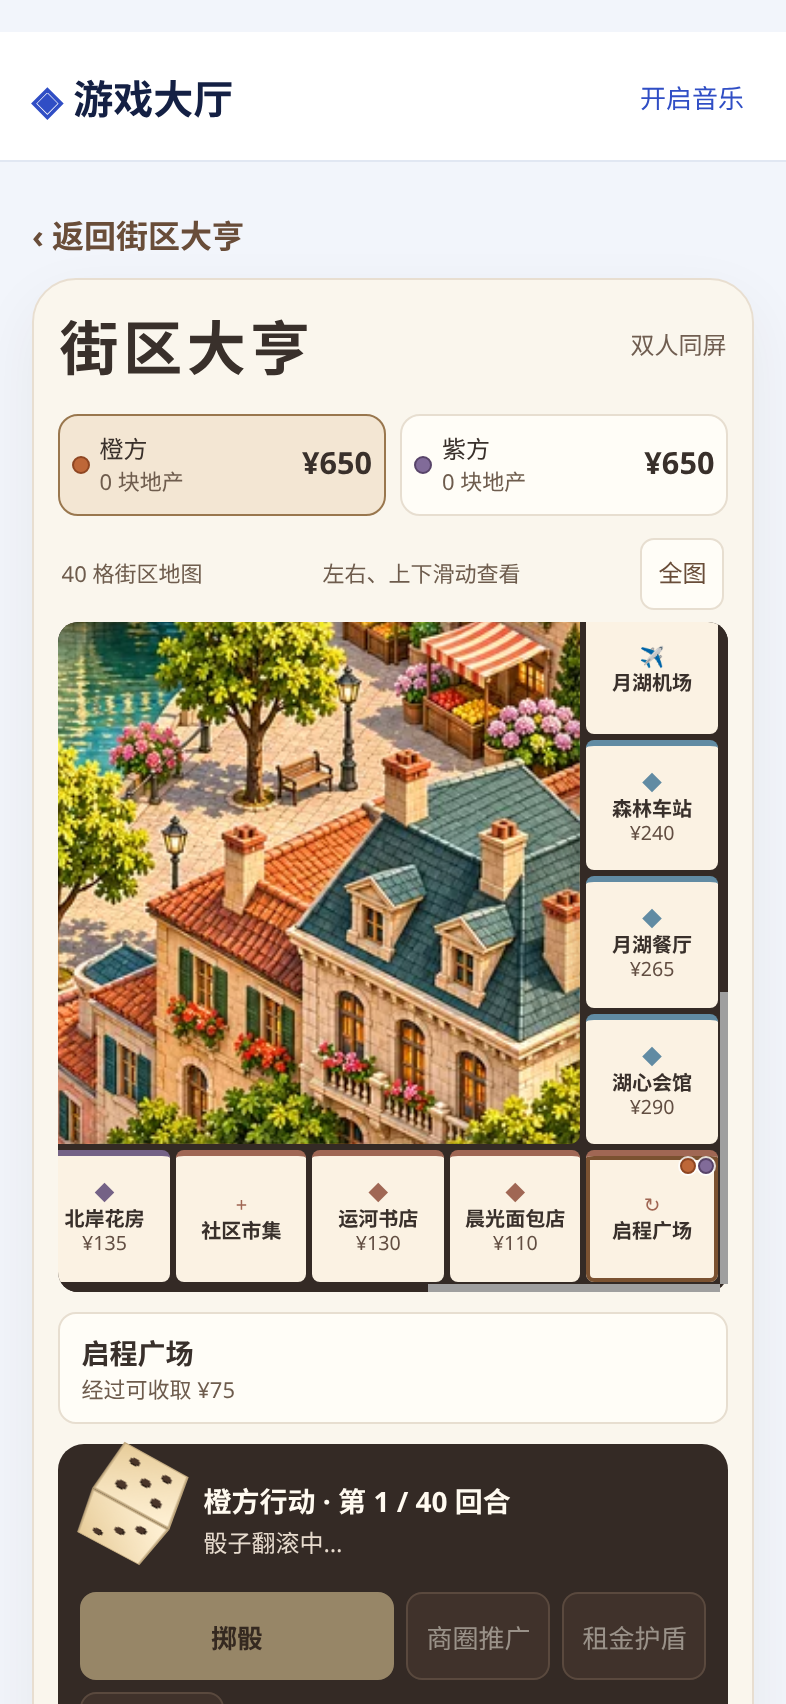 游戏大厅
开启音乐
‹ 返回街区大亨
街区大亨
双人同屏
橙方
0 块地产
¥650
紫方
0 块地产
¥650
40 格街区地图
左右、上下滑动查看
全图
月湖机场
森林车站
¥240
月湖餐厅
¥265
湖心会馆
¥290
北岸花房
¥135
+
社区市集
运河书店
¥130
晨光面包店
¥110
↻
启程广场
启程广场
经过可收取 ¥75
橙方行动 · 第 1 / 40 回合
骰子翻滚中...
掷骰
商圈推广
租金护盾